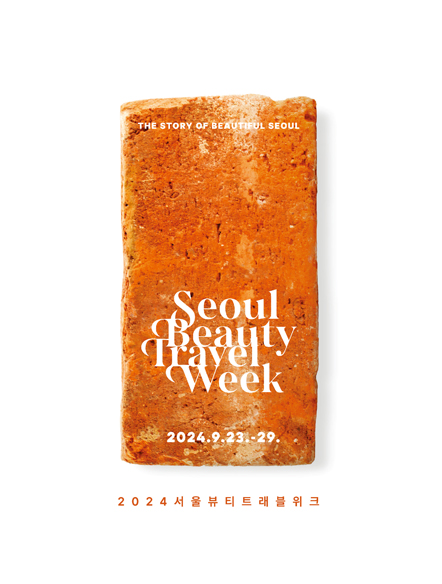 THE STORY OF BEAUTIFUL SEOUL
Seoul
Beauty
Travel
Week
2024.9.23.-29.
2024서울뷰티트래블위크